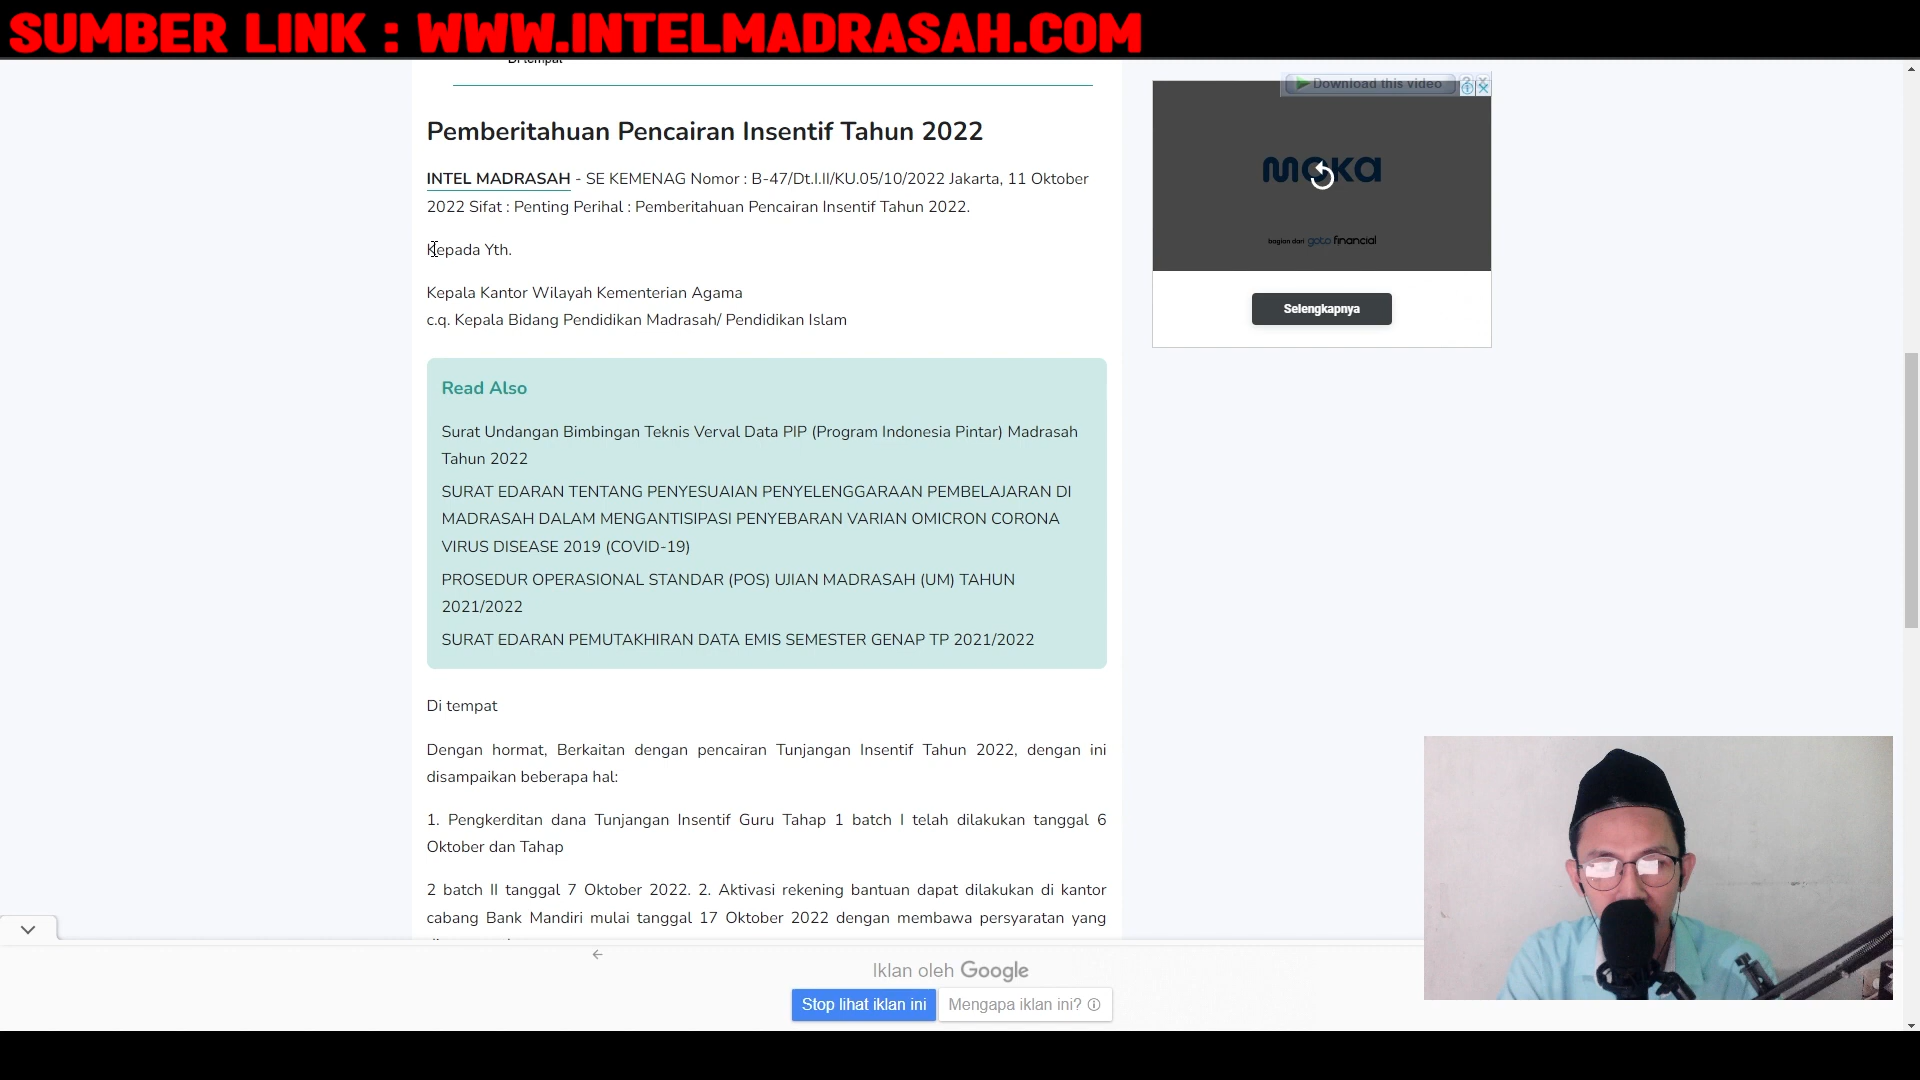 SUMBER LINK : WWW.INTELMADRASAH.COM
Di tempat
Download this video
Pemberitahuan Pencairan Insentif Tahun 2022
INTEL MADRASAH - SE KEMENAG Nomor : B-47/Dt.I.II/KU.05/10/2022 Jakarta, 11 Oktober
2022 Sifat : Penting Perihal : Pemberitahuan Pencairan Insentif Tahun 2022.
MOKA
bagian dari goto financial
Kepada Yth.
Kepala Kantor Wilayah Kementerian Agama
c.q. Kepala Bidang Pendidikan Madrasah/ Pendidikan Islam
Selengkapnya
Read Also
Surat Undangan Bimbingan Teknis Verval Data PIP (Program Indonesia Pintar) Madrasah
Tahun 2022
SURAT EDARAN TENTANG PENYESUAIAN PENYELENGGARAAN PEMBELAJARAN DI
MADRASAH DALAM MENGANTISIPASI PENYEBARAN VARIAN OMICRON CORONA
VIRUS DISEASE 2019 (COVID-19)
PROSEDUR OPERASIONAL STANDAR (POS) UJIAN MADRASAH (UM) TAHUN
2021/2022
SURAT EDARAN PEMUTAKHIRAN DATA EMIS SEMESTER GENAP TP 2021/2022
Di tempat
Dengan hormat, Berkaitan dengan pencairan Tunjangan Insentif Tahun 2022, dengan ini
disampaikan beberapa hal:
1. Pengkerditan dana Tunjangan Insentif Guru Tahap 1 batch I telah dilakukan tanggal 6
Oktober dan Tahap
2 batch II tanggal 7 Oktober 2022. 2. Aktivasi rekening bantuan dapat dilakukan di kantor
cabang Bank Mandiri mulai tanggal 17 Oktober 2022 dengan membawa persyaratan yang
Iklan oleh Google
Stop lihat iklan ini
Mengapa iklan ini?